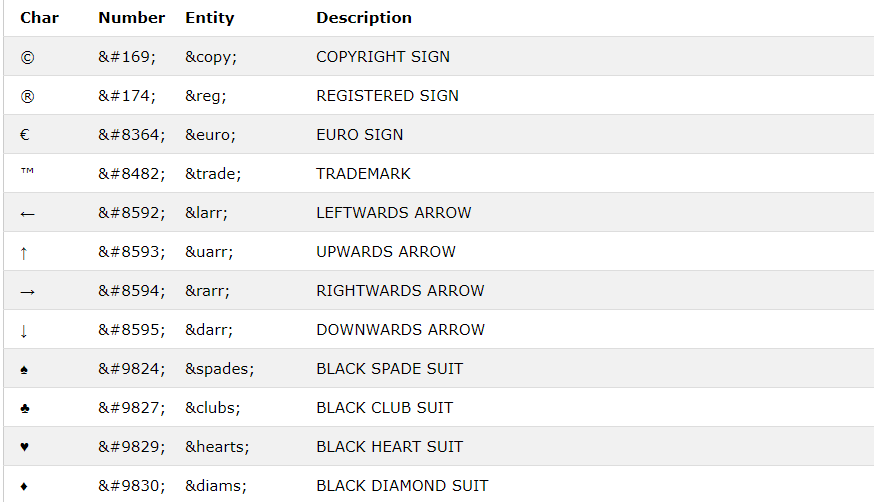 Char Number Entity Description
© &#169; &copy; COPYRIGHT SIGN
® &#174; &reg; REGISTERED SIGN
€ &#8364; &euro; EURO SIGN
™ &#8482; &trade; TRADEMARK
← &#8592; &larr; LEFTWARDS ARROW
↑ &#8593; &uarr; UPWARDS ARROW
→ &#8594; &rarr; RIGHTWARDS ARROW
↓ &#8595; &darr; DOWNWARDS ARROW
♠ &#9824; &spades; BLACK SPADE SUIT
♣ &#9827; &clubs; BLACK CLUB SUIT
♥ &#9829; &hearts; BLACK HEART SUIT
♦ &#9830; &diams; BLACK DIAMOND SUIT